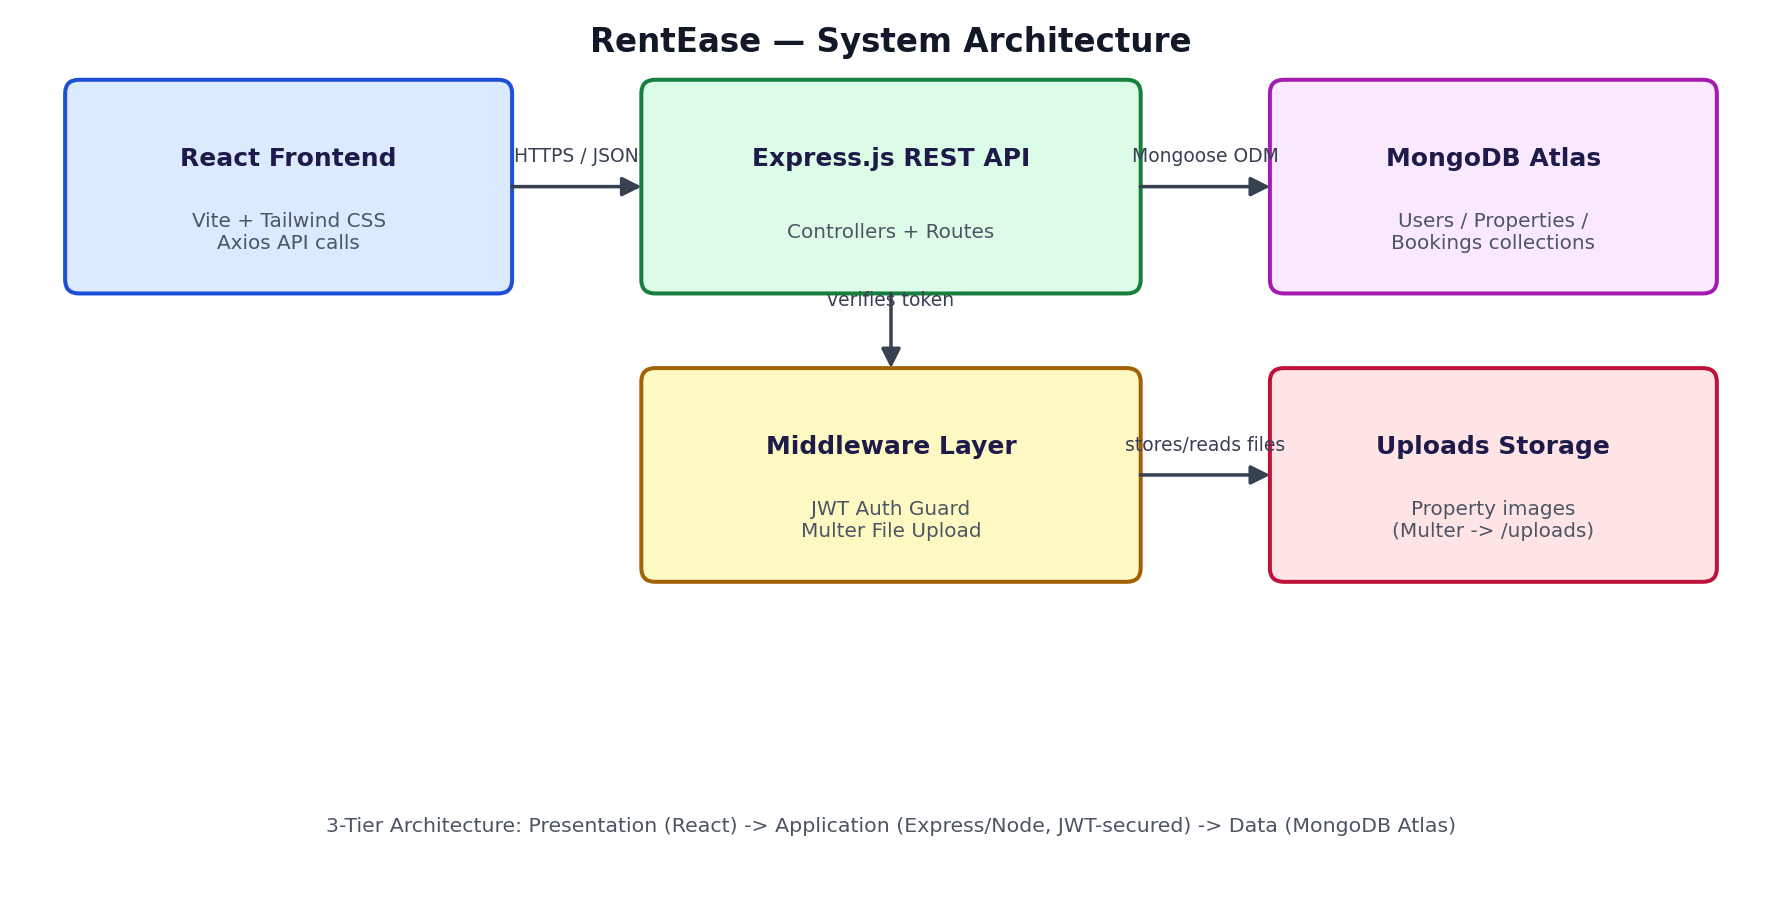 RentEase — System Architecture
React Frontend
Vite + Tailwind CSS
Axios API calls
HTTPS / JSON
Express.js REST API
Controllers + Routes
Mongoose ODM
MongoDB Atlas
Users / Properties /
Bookings collections
verifies token
Middleware Layer
JWT Auth Guard
Multer File Upload
stores/reads files
Uploads Storage
Property images
(Multer -> /uploads)
3-Tier Architecture: Presentation (React) -> Application (Express/Node, JWT-secured) -> Data (MongoDB Atlas)